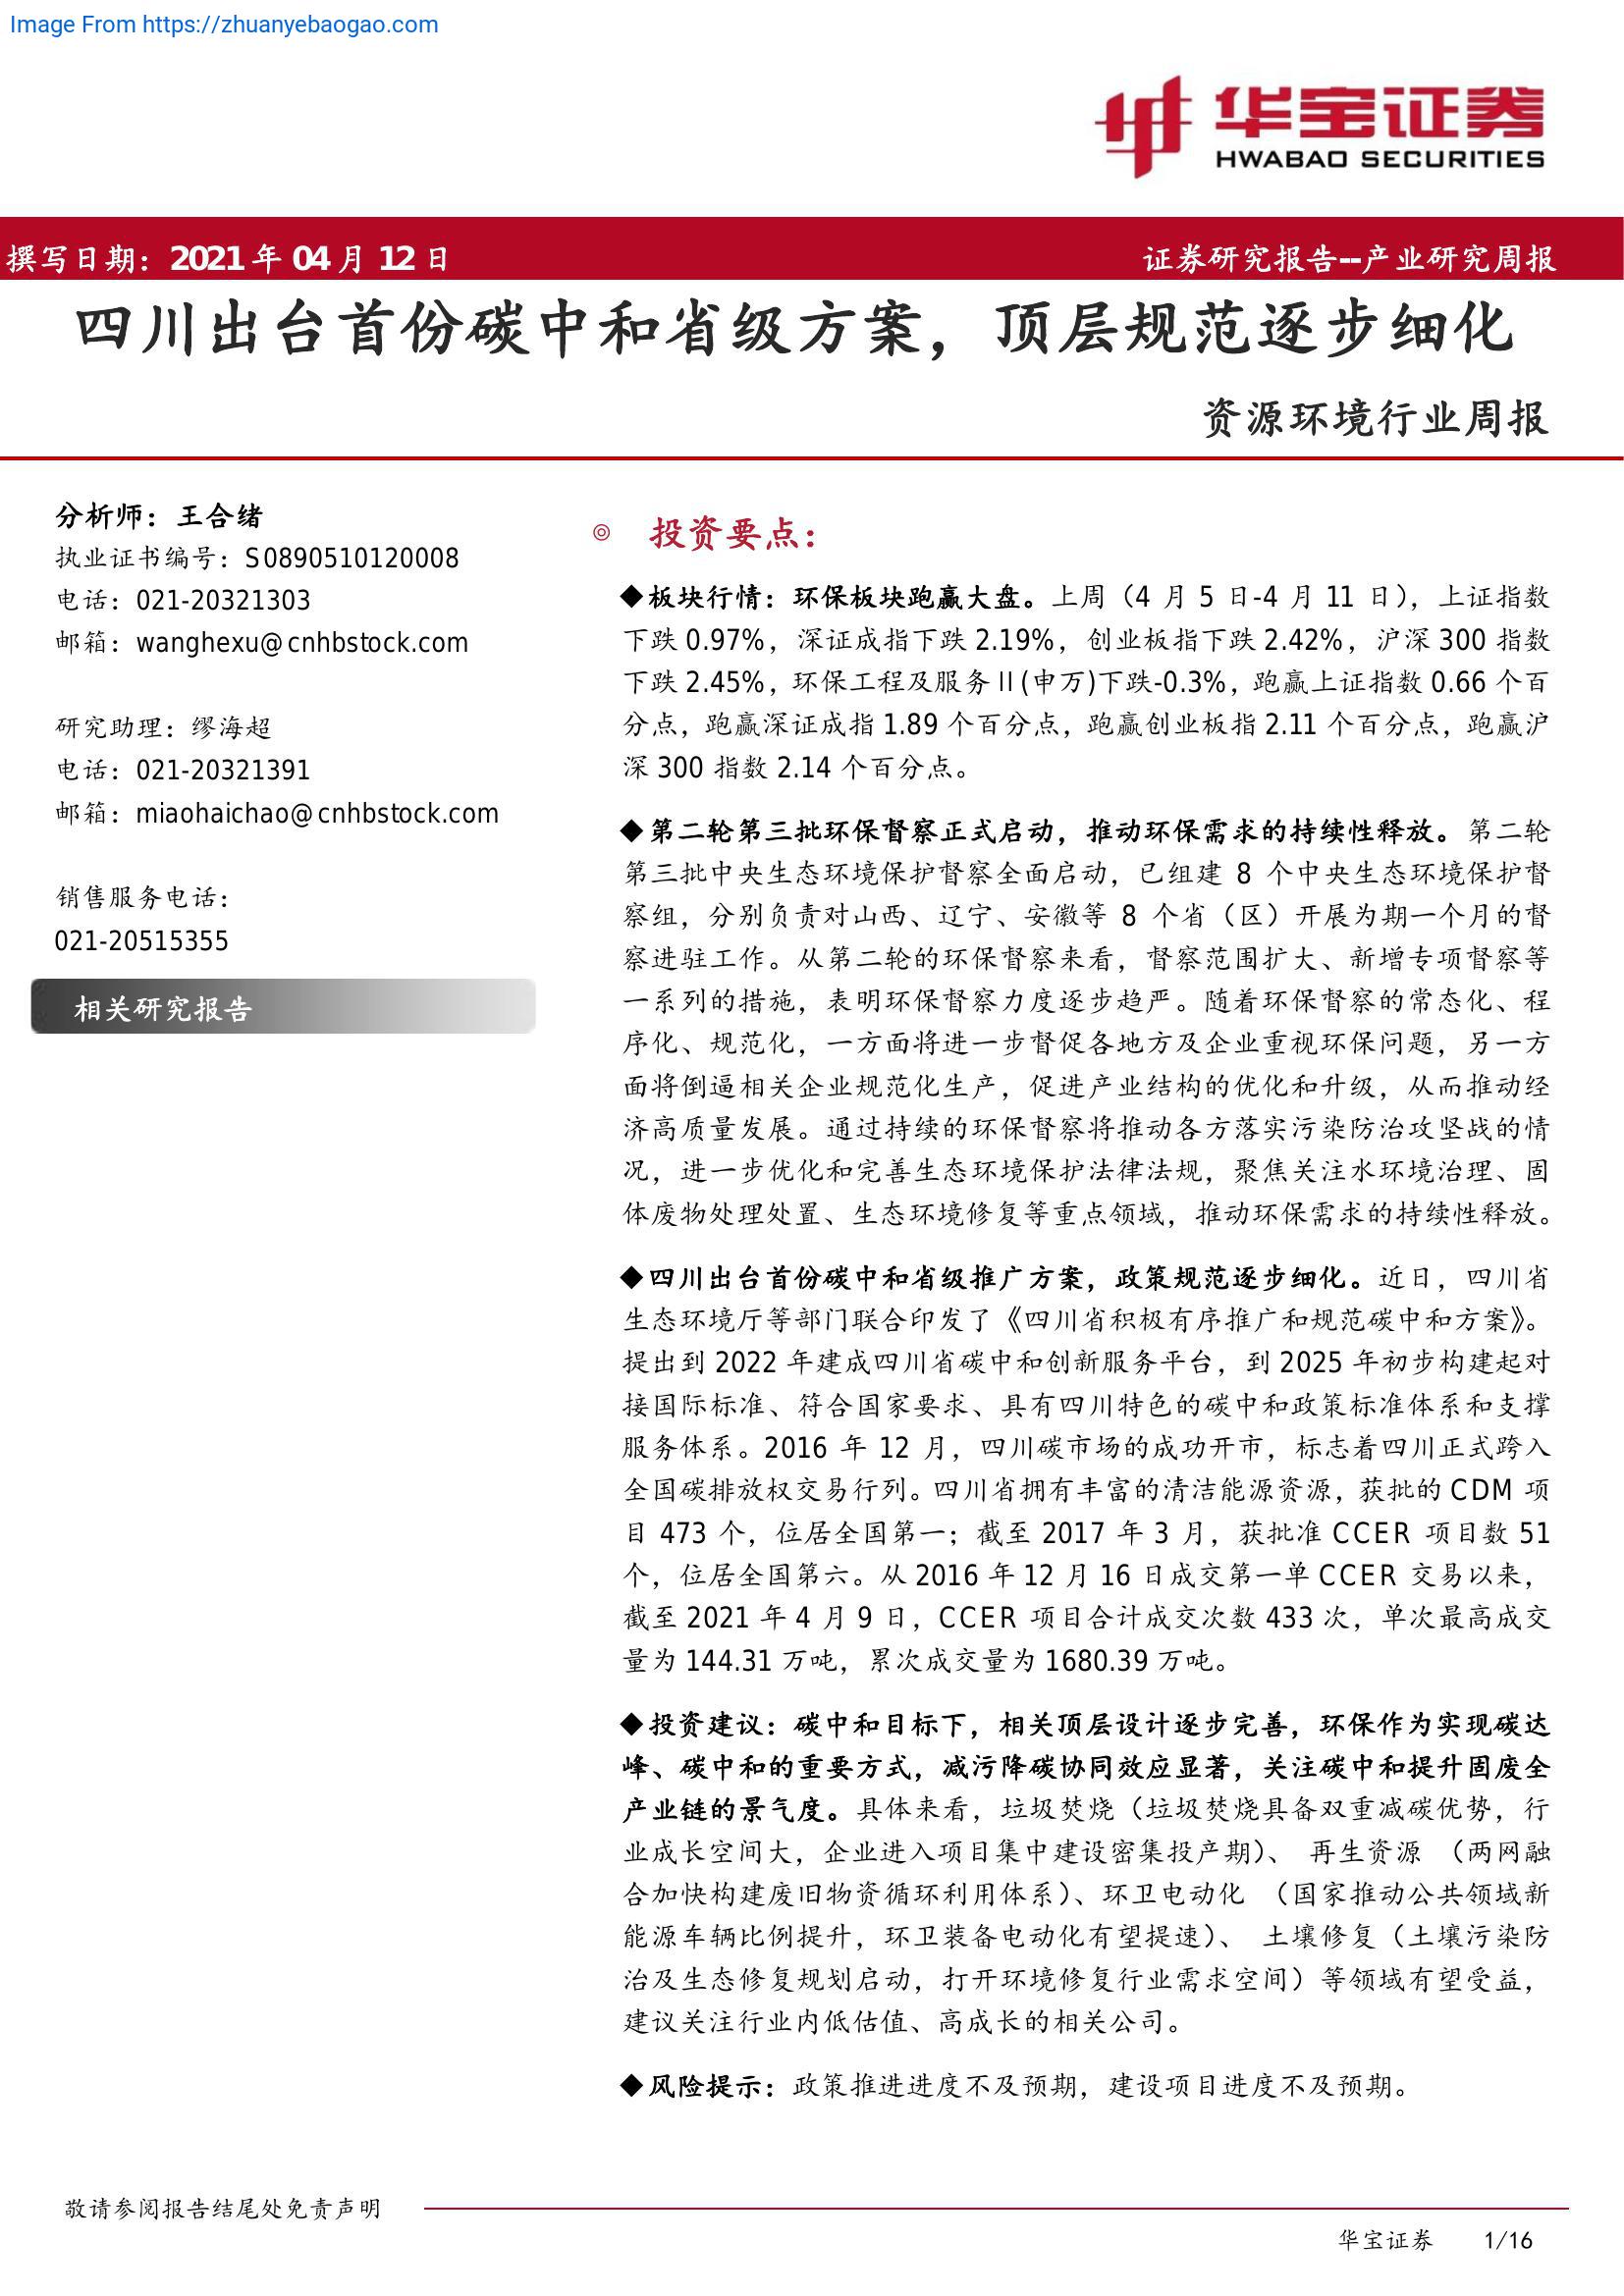 Image From https://zhuanyebaogao.com
华宝证券
HWABAO SECURITIES
撰写日期：2021 年 04 月 12 日
证券研究报告--产业研究周报
四川出台首份碳中和省级方案，顶层规范逐步细化
资源环境行业周报
分析师：王合绪
执业证书编号：S0890510120008
电话：021-20321303
邮箱：wanghexu@cnhbstock.com
研究助理：缪海超
电话：021-20321391
邮箱：miaohaichao@cnhbstock.com
销售服务电话：
021-20515355
相关研究报告
◎ 投资要点：
◆板块行情：环保板块跑赢大盘。上周（4 月 5 日-4 月 11 日），上证指数
下跌 0.97%，深证成指下跌 2.19%，创业板指下跌 2.42%，沪深 300 指数
下跌 2.45%，环保工程及服务 II(申万)下跌-0.3%，跑赢上证指数 0.66 个百
分点，跑赢深证成指 1.89 个百分点，跑赢创业板指 2.11 个百分点，跑赢沪
深 300 指数 2.14 个百分点。
◆第二轮第三批环保督察正式启动，推动环保需求的持续性释放。第二轮
第三批中央生态环境保护督察全面启动，已组建 8 个中央生态环境保护督
察组，分别负责对山西、辽宁、安徽等 8 个省（区）开展为期一个月的督
察进驻工作。从第二轮的环保督察来看，督察范围扩大、新增专项督察等
一系列的措施，表明环保督察力度逐步趋严。随着环保督察的常态化、程
序化、规范化，一方面将进一步督促各地方及企业重视环保问题，另一方
面将倒逼相关企业规范化生产，促进产业结构的优化和升级，从而推动经
济高质量发展。通过持续的环保督察将推动各方落实污染防治攻坚战的情
况，进一步优化和完善生态环境保护法律法规，聚焦关注水环境治理、固
体废物处理处置、生态环境修复等重点领域，推动环保需求的持续性释放。
◆四川出台首份碳中和省级推广方案，政策规范逐步细化。近日，四川省
生态环境厅等部门联合印发了《四川省积极有序推广和规范碳中和方案》。
提出到 2022 年建成四川省碳中和创新服务平台，到 2025 年初步构建起对
接国际标准、符合国家要求、具有四川特色的碳中和政策标准体系和支撑
服务体系。2016 年 12 月，四川碳市场的成功开市，标志着四川正式跨入
全国碳排放权交易行列。四川省拥有丰富的清洁能源资源，获批的 CDM 项
目 473 个，位居全国第一；截至 2017 年 3 月，获批准 CCER 项目数 51
个，位居全国第六。从 2016 年 12 月 16 日成交第一单 CCER 交易以来，
截至 2021 年 4 月 9 日，CCER 项目合计成交次数 433 次，单次最高成交
量为 144.31 万吨，累次成交量为 1680.39 万吨。
◆投资建议：碳中和目标下，相关顶层设计逐步完善，环保作为实现碳达
峰、碳中和的重要方式，减污降碳协同效应显著，关注碳中和提升固废全
产业链的景气度。具体来看，垃圾焚烧（垃圾焚烧具备双重减碳优势，行
业成长空间大，企业进入项目集中建设密集投产期）、 再生资源 （两网融
合加快构建废旧物资循环利用体系）、环卫电动化 （国家推动公共领域新
能源车辆比例提升，环卫装备电动化有望提速）、 土壤修复（土壤污染防
治及生态修复规划启动，打开环境修复行业需求空间）等领域有望受益，
建议关注行业内低估值、高成长的相关公司。
◆风险提示：政策推进进度不及预期，建设项目进度不及预期。
敬请参阅报告结尾处免责声明
华宝证券 1/16